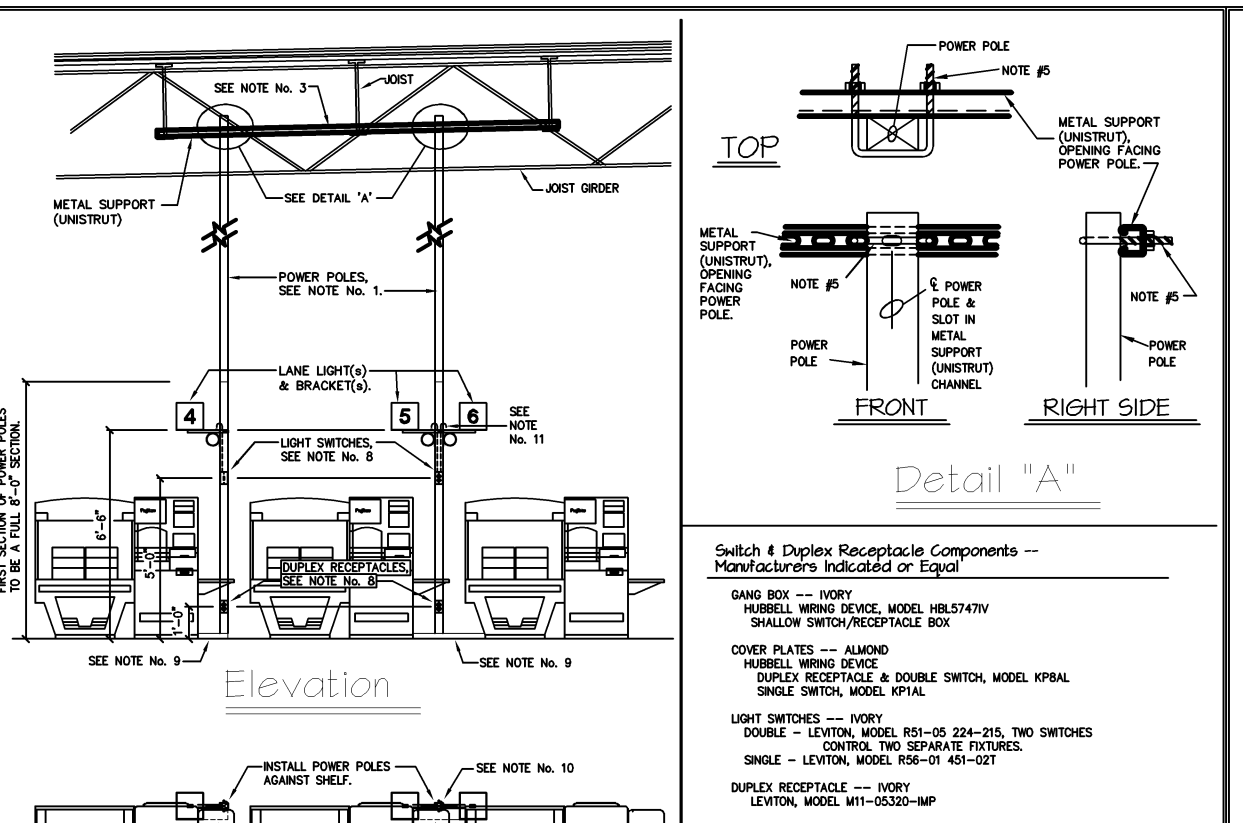 SEE NOTE No. 3
JOIST
METAL SUPPORT
(UNISTRUT)
SEE DETAIL 'A'
JOIST GIRDER
POWER POLES,
SEE NOTE No. 1.
LANE LIGHT(s)
& BRACKET(s).
4
5
6
SEE
NOTE
No. 11
LIGHT SWITCHES,
SEE NOTE No. 8
FIRST SECTION OF POWER POLES
TO BE A FULL 8'-0" SECTION.
6'-6"
5'-0"
1'-0"
DUPLEX RECEPTACLES,
SEE NOTE No. 8
SEE NOTE No. 9
SEE NOTE No. 9
Elevation
INSTALL POWER POLES
AGAINST SHELF.
SEE NOTE No. 10
POWER POLE
NOTE #5
TOP
METAL SUPPORT
(UNISTRUT),
OPENING FACING
POWER POLE.
METAL
SUPPORT
(UNISTRUT),
OPENING
FACING
POWER
POLE.
NOTE #5
℄ POWER
POLE &
SLOT IN
METAL
SUPPORT
(UNISTRUT)
CHANNEL
POWER
POLE
FRONT
NOTE #5
POWER
POLE
RIGHT SIDE
Detail "A"
Switch & Duplex Receptacle Components --
Manufacturers Indicated or Equal
GANG BOX -- IVORY
HUBBELL WIRING DEVICE, MODEL HBL5747IV
SHALLOW SWITCH/RECEPTACLE BOX
COVER PLATES -- ALMOND
HUBBELL WIRING DEVICE
DUPLEX RECEPTACLE & DOUBLE SWITCH, MODEL KP8AL
SINGLE SWITCH, MODEL KP1AL
LIGHT SWITCHES -- IVORY
DOUBLE - LEVITON, MODEL R51-05 224-215, TWO SWITCHES
CONTROL TWO SEPARATE FIXTURES.
SINGLE - LEVITON, MODEL R56-01 451-02T
DUPLEX RECEPTACLE -- IVORY
LEVITON, MODEL M11-05320-IMP